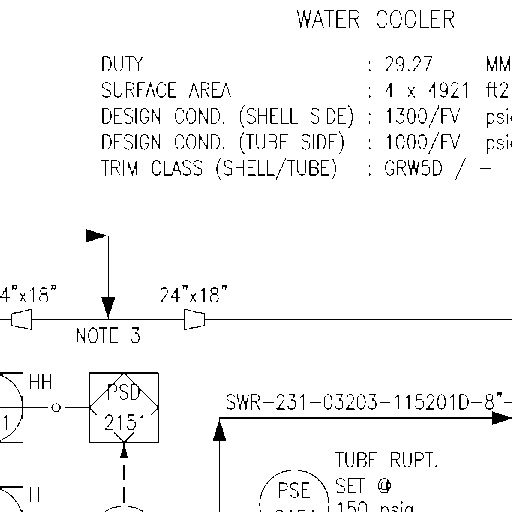 WATER COOLER
DUTY : 29.27 MM
SURFACE AREA : 4 x 4921 ft2
DESIGN COND. (SHELL SIDE) : 1300/FV psi
DESIGN COND. (TUBE SIDE) : 1000/FV psi
TRIM CLASS (SHELL/TUBE) : GRW5D / -
4"x18" 24"x18"
NOTE 3
HH
PSD
2151
1
SWR-231-03203-115201D-8"-
TUBE RUPT.
SET @
150 psig
PSE